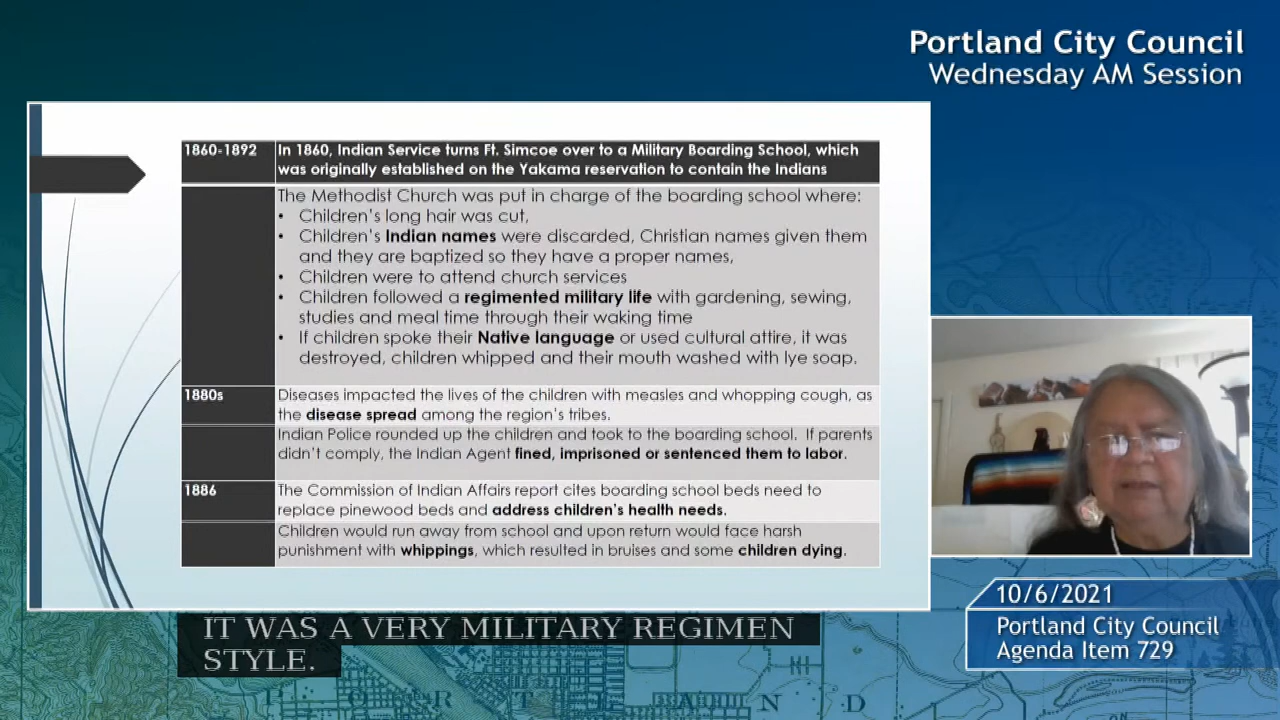 Portland City Council
Wednesday AM Session
1860-1892
In 1860, Indian Service turns Ft. Simcoe over to a Military Boarding School, which
was originally established on the Yakama reservation to contain the Indians
The Methodist Church was put in charge of the boarding school where:
• Children's long hair was cut,
• Children's Indian names were discarded, Christian names given them
and they are baptized so they have a proper names,
• Children were to attend church services
• Children followed a regimented military life with gardening, sewing,
studies and meal time through their waking time
• If children spoke their Native language or used cultural attire, it was
destroyed, children whipped and their mouth washed with lye soap.
1880s
Diseases impacted the lives of the children with measles and whopping cough, as
the disease spread among the region's tribes.
Indian Police rounded up the children and took to the boarding school. If parents
didn't comply, the Indian Agent fined, imprisoned or sentenced them to labor.
1886
The Commission of Indian Affairs report cites boarding school beds need to
replace pinewood beds and address children's health needs.
Children would run away from school and upon return would face harsh
punishment with whippings, which resulted in bruises and some children dying.
IT WAS A VERY MILITARY REGIMEN
STYLE.
10/6/2021
Portland City Council
Agenda Item 729